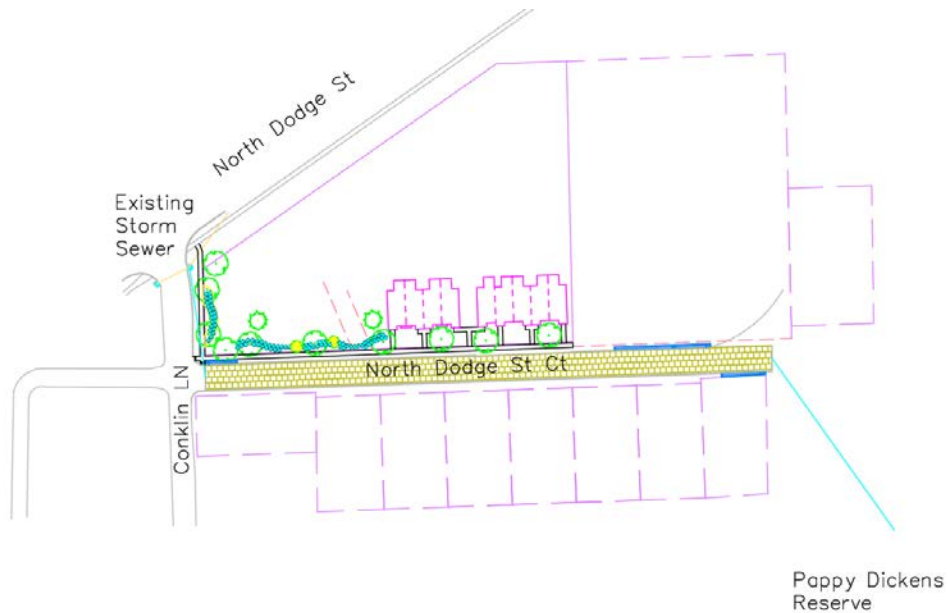 North Dodge St
Existing
Storm
Sewer
North Dodge St Ct
Conklin LN
Pappy Dickens
Reserve